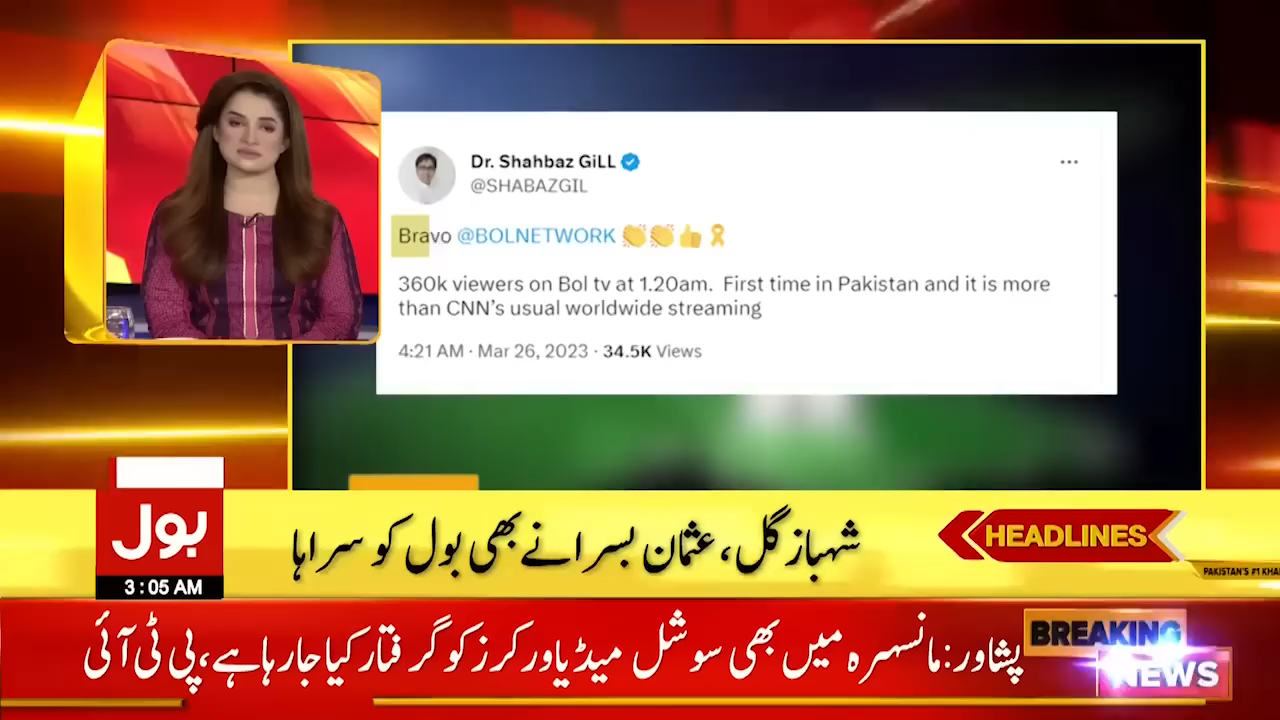 Dr. Shahbaz GiLL
@SHABAZGIL
Bravo @BOLNETWORK 👏👏👍🎗
360k viewers on Bol tv at 1.20am. First time in Pakistan and it is more
than CNN's usual worldwide streaming
4:21 AM · Mar 26, 2023 · 34.5K Views
بول
3:05 AM
شہباز گل، عثمان بسرا نے بھی بول کو سراہا
HEADLINES
PAKISTAN'S #1
پشاور: مانسہرہ میں بھی سوشل میڈیا ورکرز کو گرفتار کیا جارہا ہے، پی ٹی آئی
BREAKING
NEWS